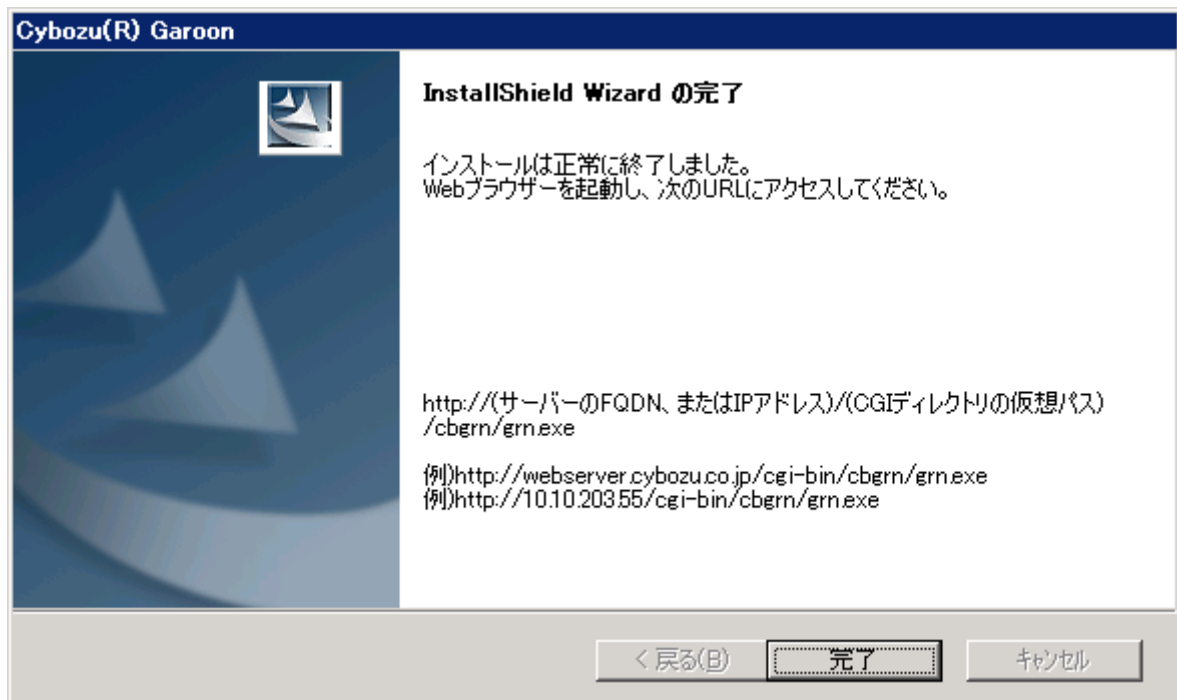 Cybozu(R) Garoon
InstallShield Wizard の完了
インストールは正常に終了しました。
Webブラウザーを起動し、次のURLにアクセスしてください。
http://(サーバーのFQDN、またはIPアドレス)/(CGIディレクトリの仮想パス)
/cbgrn/grn.exe
例)http://webserver.cybozu.co.jp/cgi-bin/cbgrn/grn.exe
例)http://10.10.203.55/cgi-bin/cbgrn/grn.exe
< 戻る(B)
完了
キャンセル